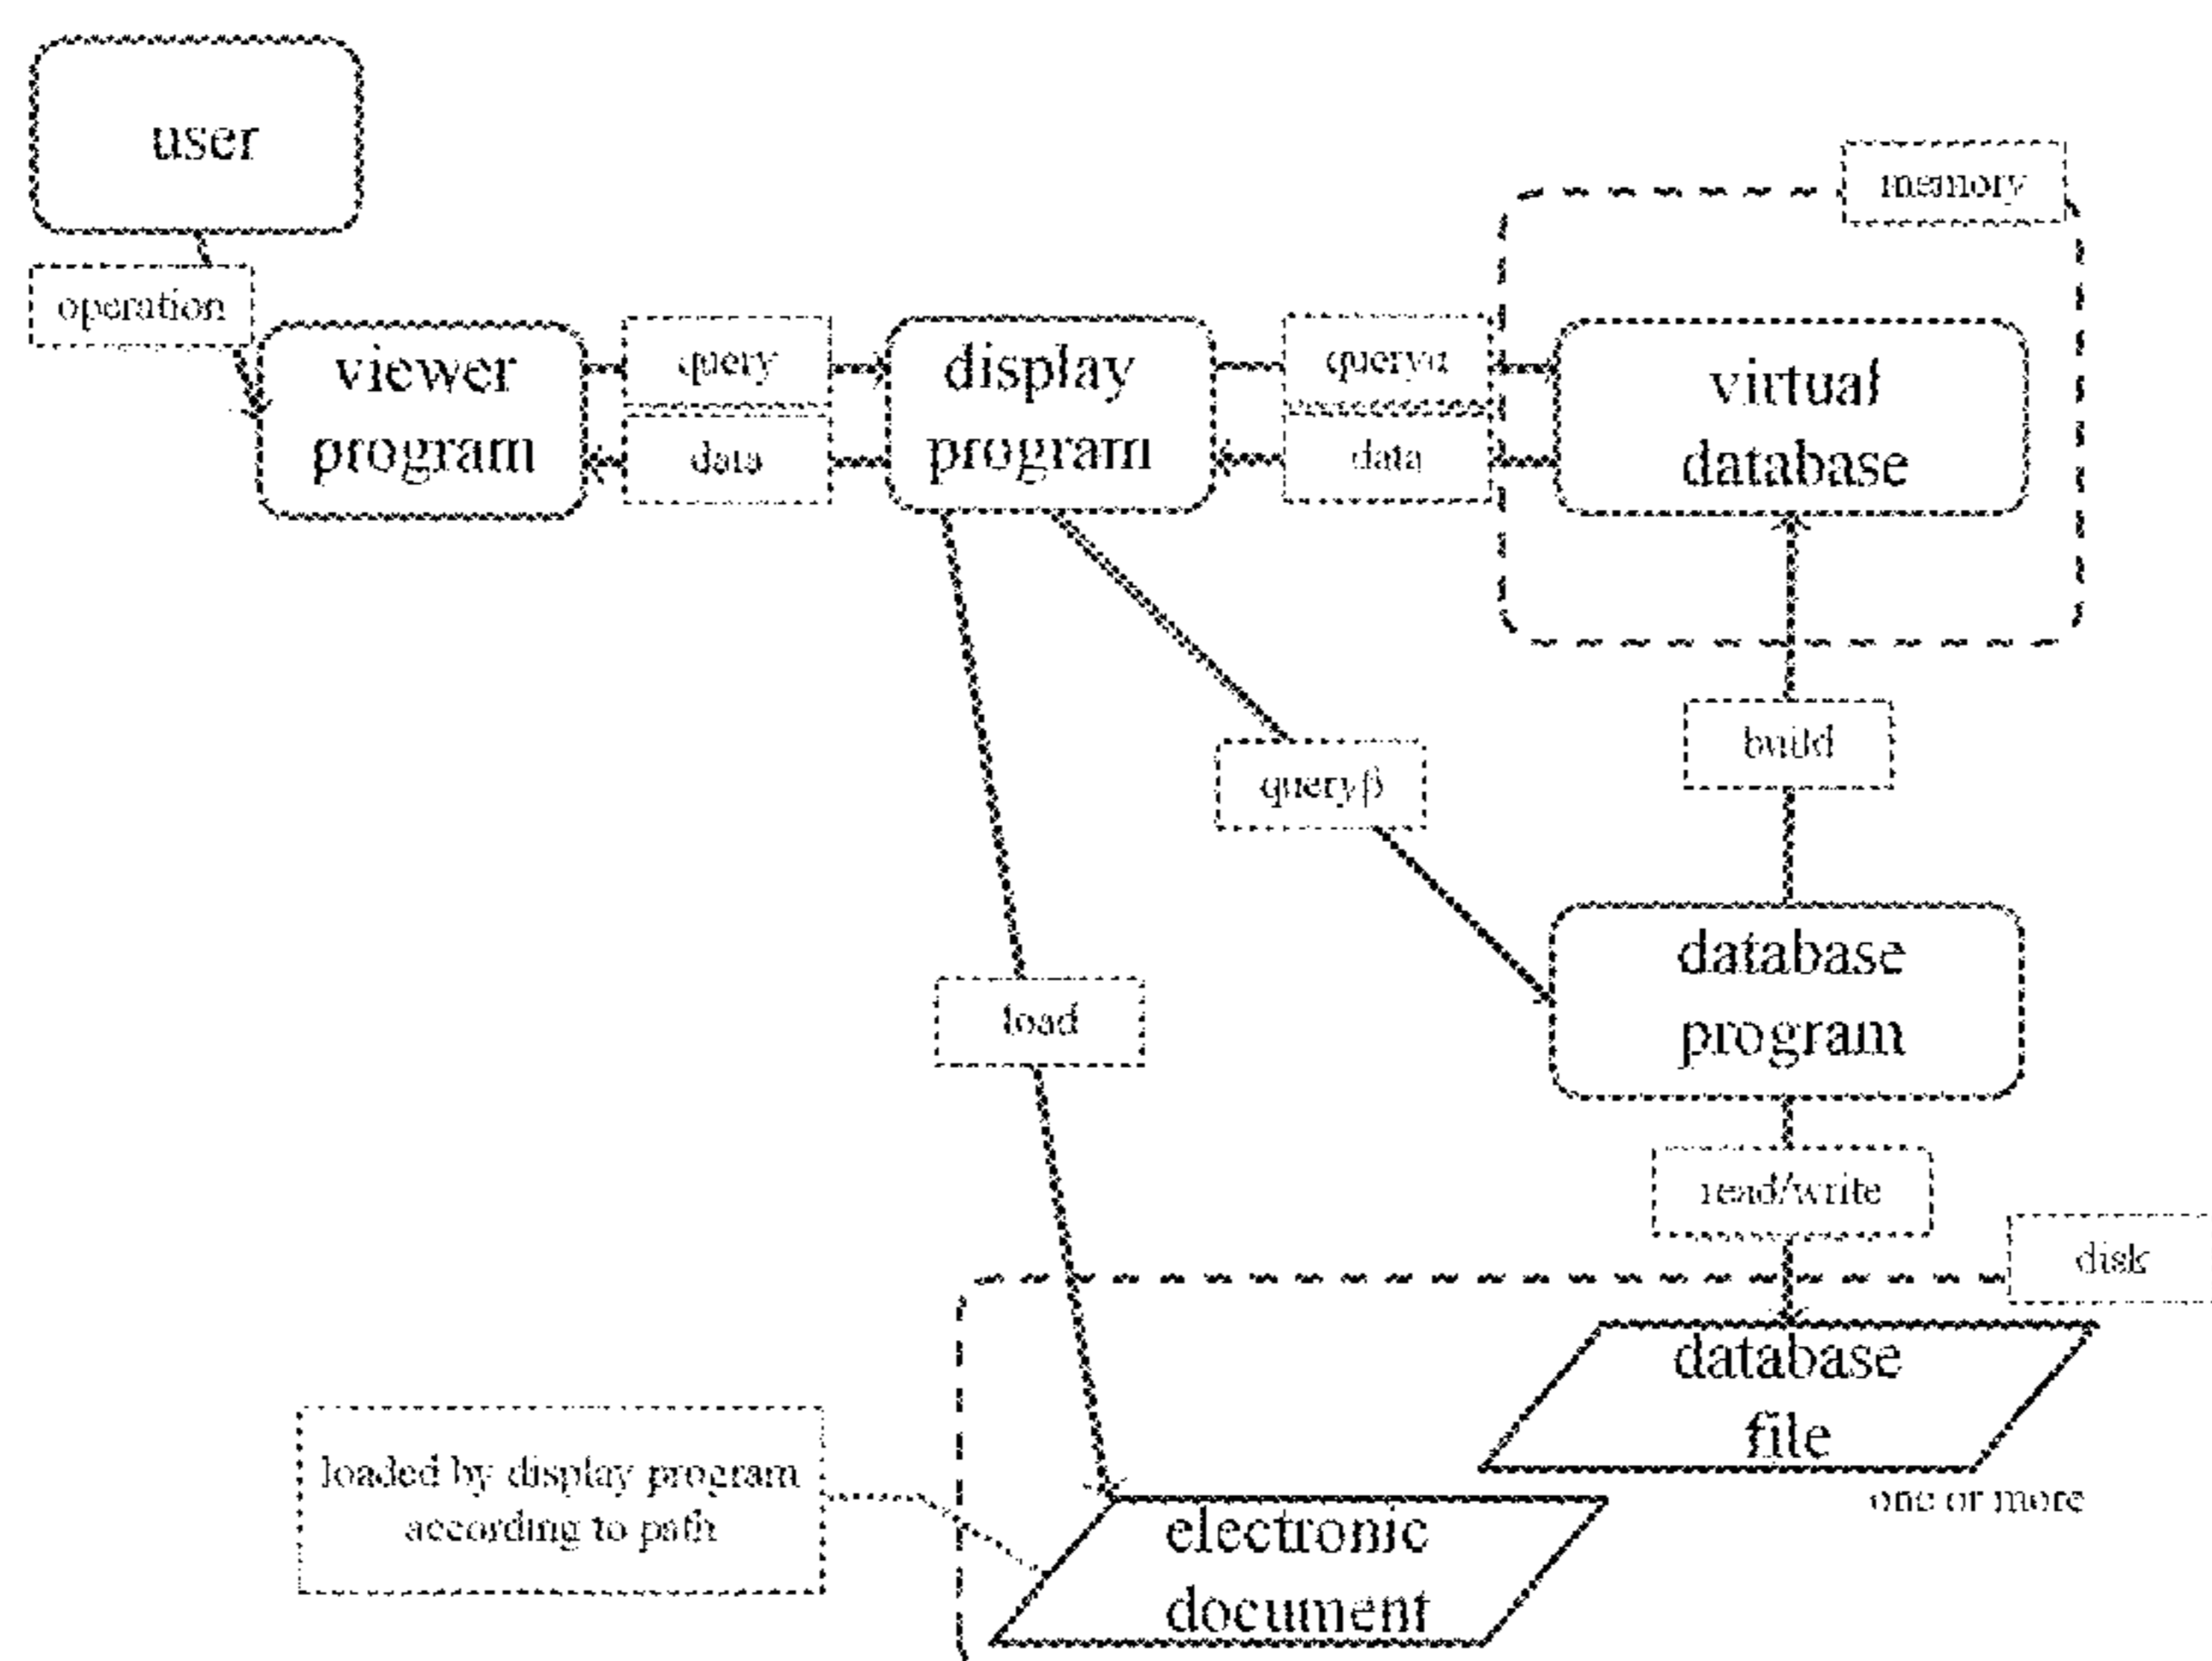 user
memory
operation
viewer
program
query
data
display
program
queryα
data
virtual
database
build
queryβ
database
program
load
read/write
disk
database
file
one or more
loaded by display program
according to path
electronic
document